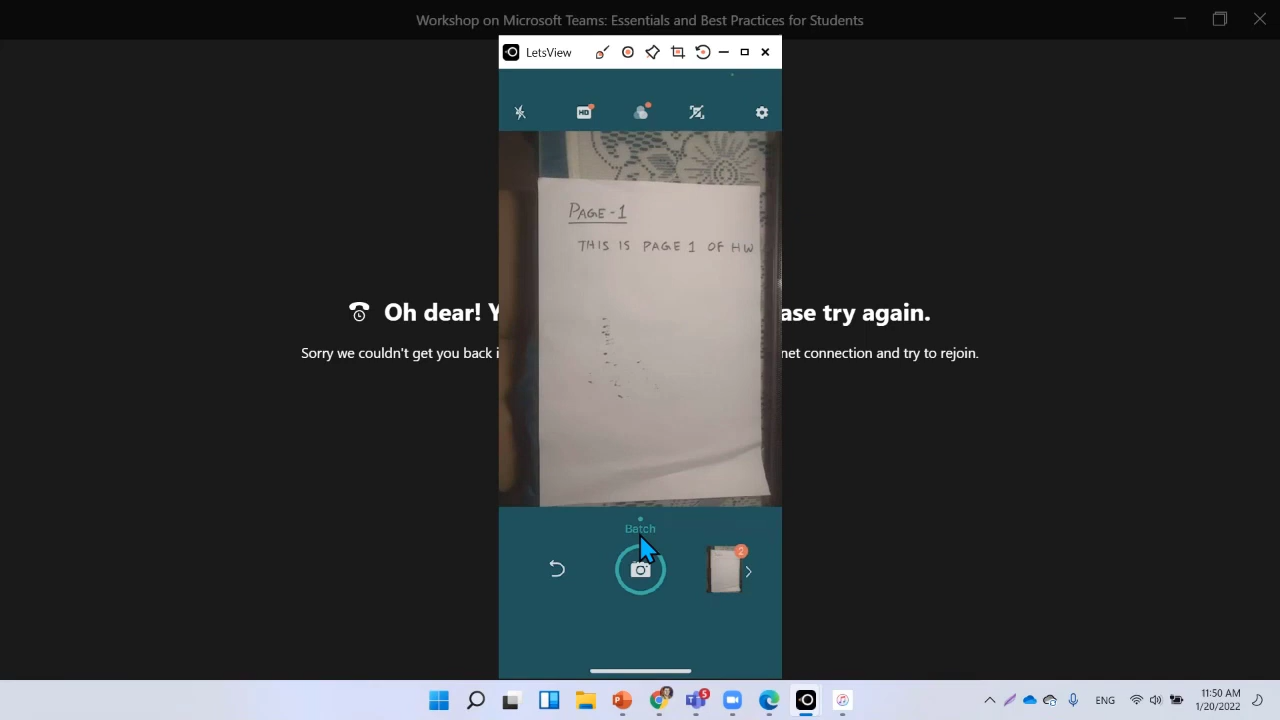 Workshop on Microsoft Teams: Essentials and Best Practices for Students
LetsView
HD
PAGE-1
THIS IS PAGE 1 OF HW
Oh dear! Y
ase try again.
Sorry we couldn't get you back i
net connection and try to rejoin.
Batch
2
5
ENG
11:50 AM
1/20/2022